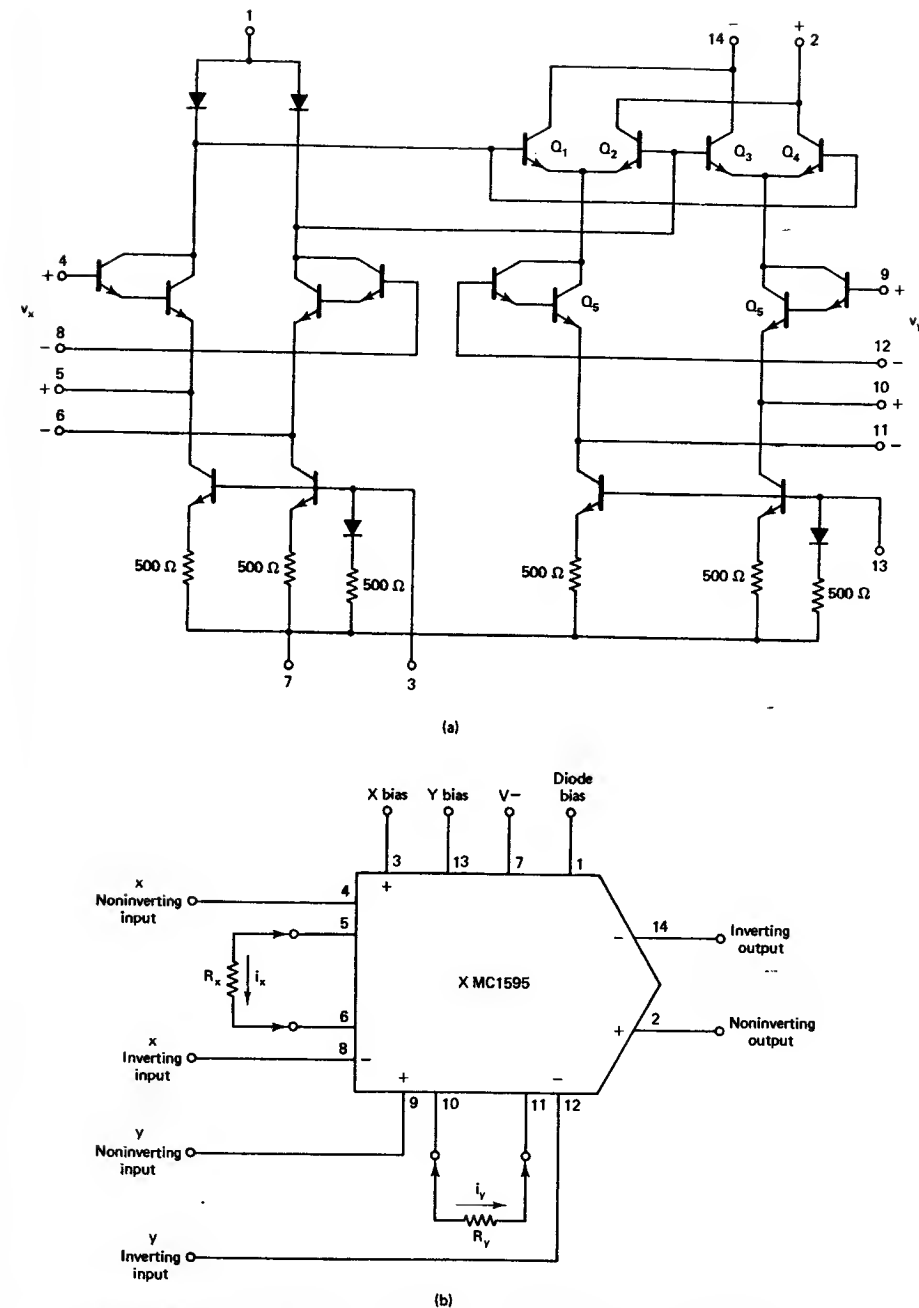 1
−
14
+
2
Q1
Q2
Q3
Q4
4
+
vx
8
−
5
+
6
−
Q5
Q5
9
+
12
−
10
+
11
−
500 Ω
500 Ω
500 Ω
500 Ω
500 Ω
500 Ω
13
7
3
(a)
X bias
Y bias
V−
Diode bias
3
13
7
1
+
x
Noninverting
input
4
5
Rx
ix
X MC1595
−
14
Inverting
output
+
2
Noninverting
output
6
8
−
x
Inverting
input
+
−
9
10
11
12
y
Noninverting
input
iy
Ry
y
Inverting
input
(b)